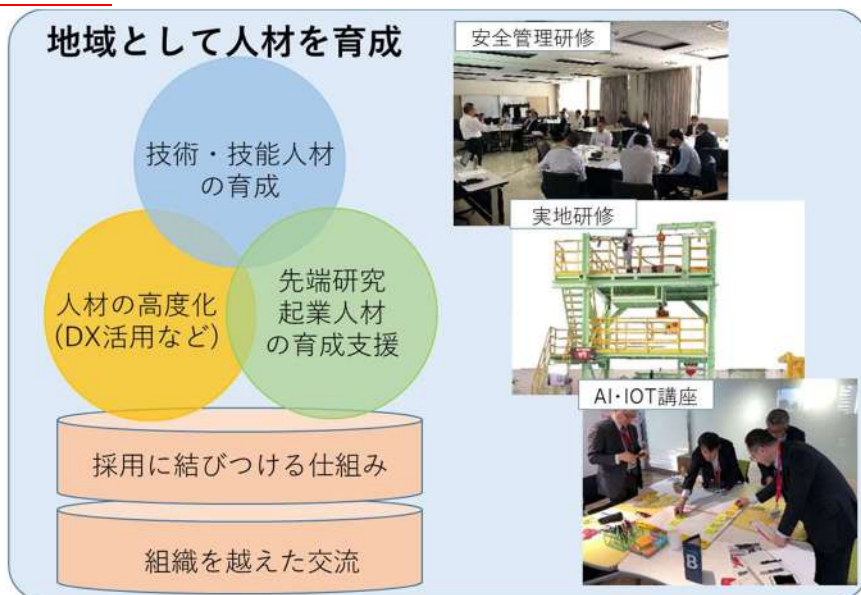 地域として人材を育成
技術・技能人材
の育成
人材の高度化
(DX活用など)
先端研究
起業人材
の育成支援
採用に結びつける仕組み
組織を越えた交流
安全管理研修
実地研修
AI･IOT講座
B